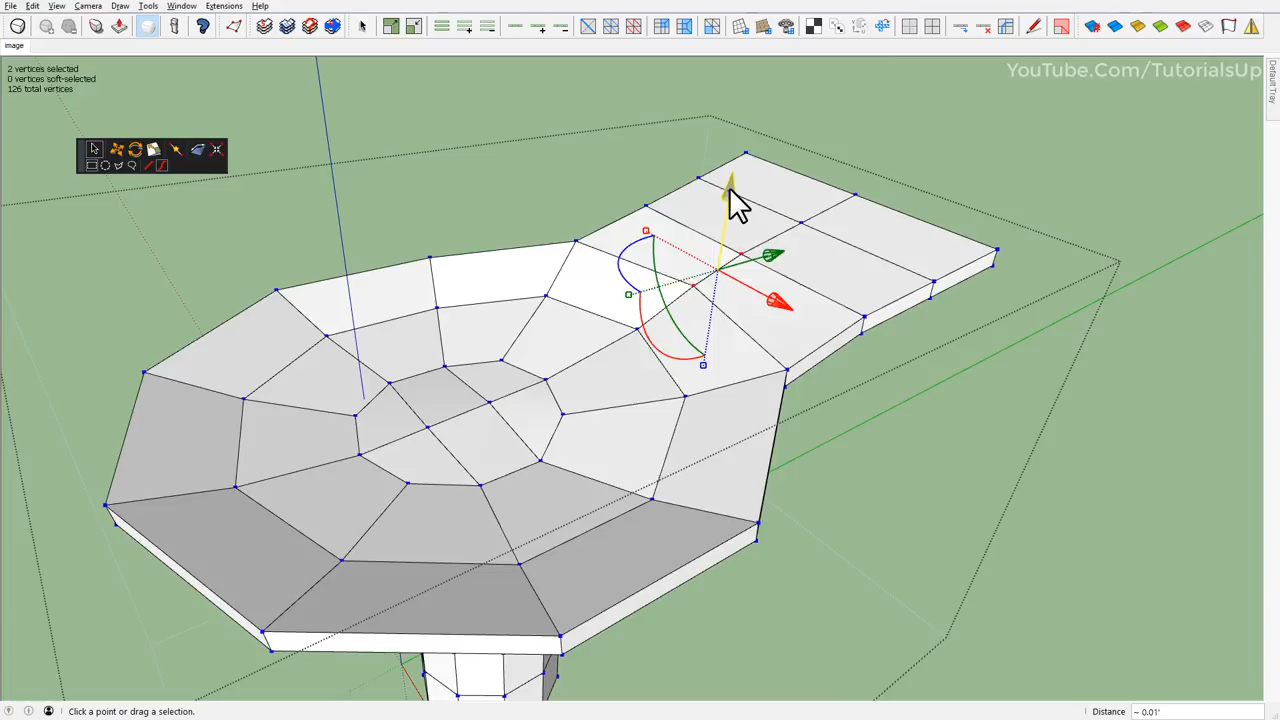 File Edit View Camera Draw Tools Window Extensions Help
image
2 vertices selected
0 vertices soft-selected
126 total vertices
YouTube.Com/TutorialsUp
Default Tray
Click a point or drag a selection.
Distance ~ 0.01'